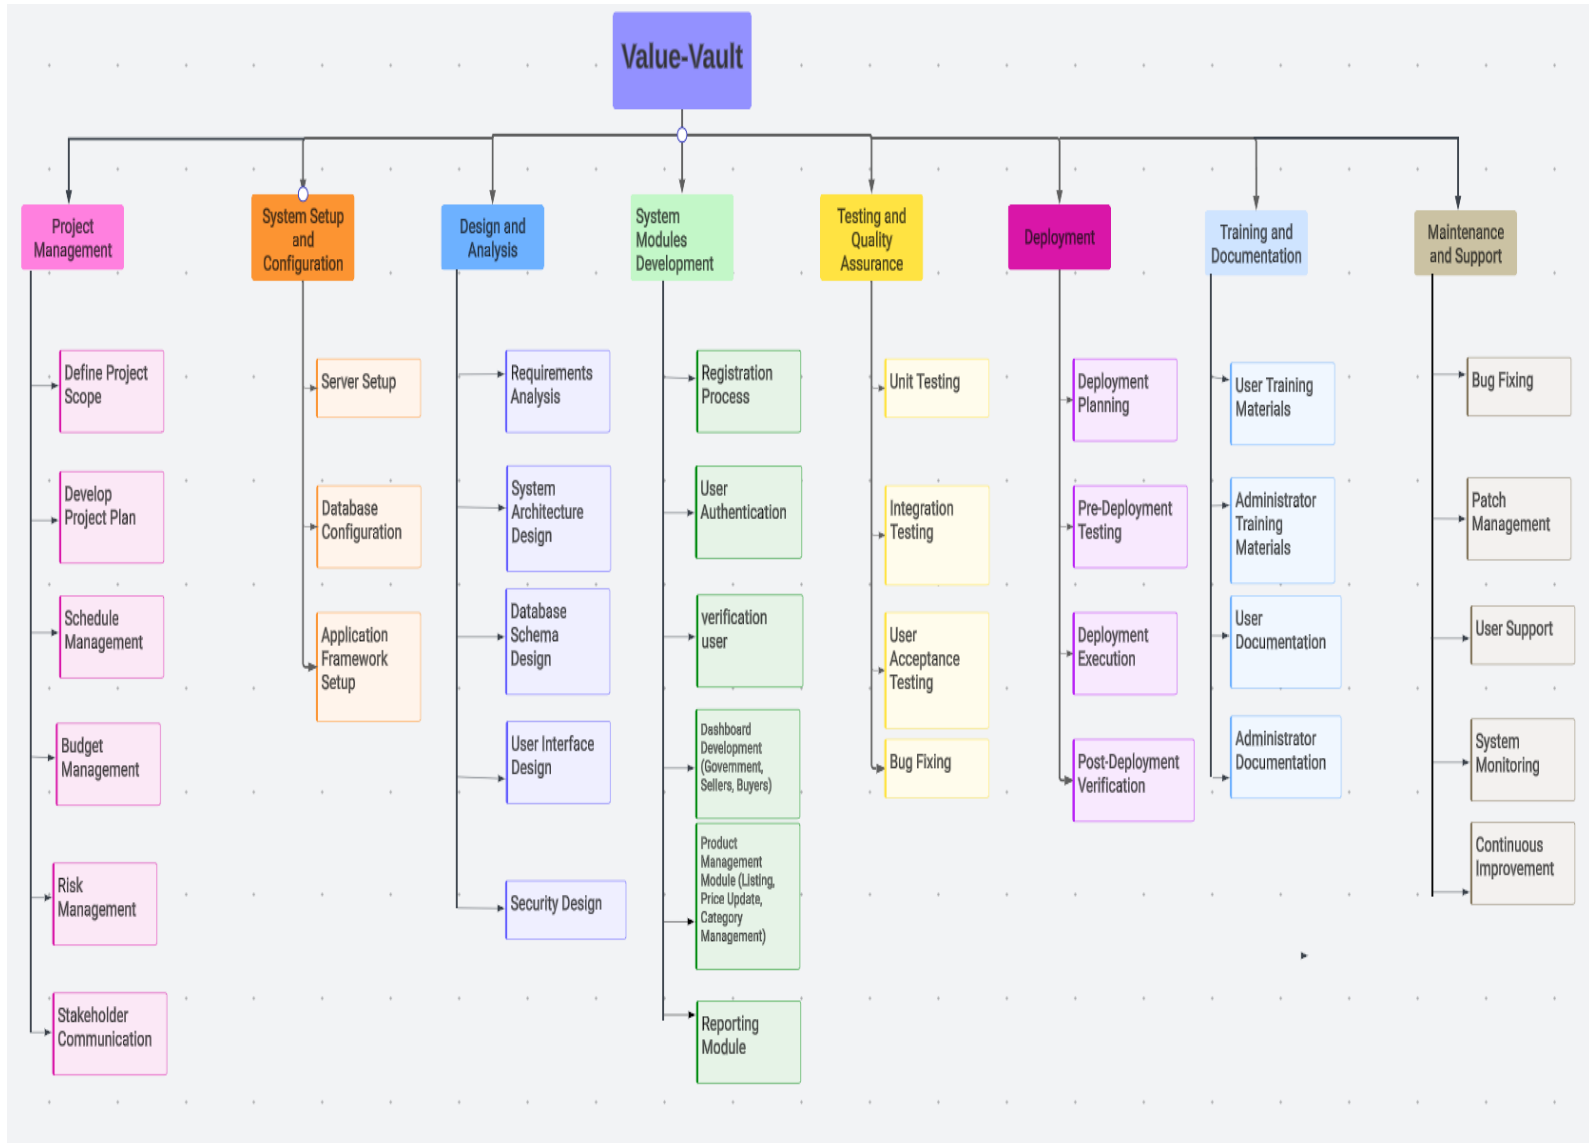 Value-Vault
Project
Management
System Setup
and
Configuration
Design and
Analysis
System
Modules
Development
Testing and
Quality
Assurance
Deployment
Training and
Documentation
Maintenance
and Support
Define Project
Scope
Develop
Project Plan
Schedule
Management
Budget
Management
Risk
Management
Stakeholder
Communication
Server Setup
Database
Configuration
Application
Framework
Setup
Requirements
Analysis
System
Architecture
Design
Database
Schema
Design
User Interface
Design
Security Design
Registration
Process
User
Authentication
verification
user
Dashboard
Development
(Government,
Sellers, Buyers)
Product
Management
Module (Listing,
Price Update,
Category
Management)
Reporting
Module
Unit Testing
Integration
Testing
User
Acceptance
Testing
Bug Fixing
Deployment
Planning
Pre-Deployment
Testing
Deployment
Execution
Post-Deployment
Verification
User Training
Materials
Administrator
Training
Materials
User
Documentation
Administrator
Documentation
Bug Fixing
Patch
Management
User Support
System
Monitoring
Continuous
Improvement